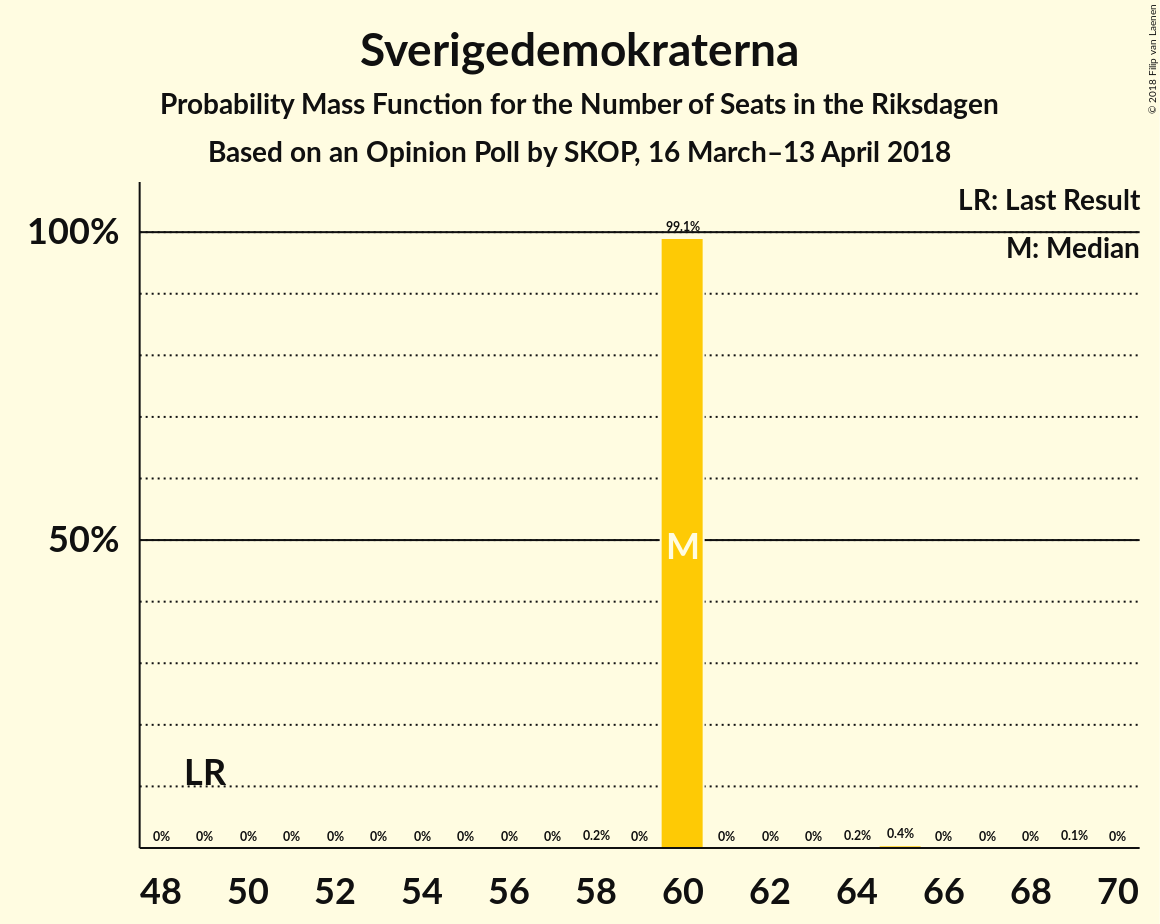 Sverigedemokraterna
Probability Mass Function for the Number of Seats in the Riksdagen
Based on an Opinion Poll by SKOP, 16 March–13 April 2018
© 2018 Filip van Laenen
LR: Last Result
M: Median
100%
50%
99.1%
M
LR
0% 0% 0% 0% 0% 0% 0% 0% 0% 0% 0.2% 0% 0% 0% 0% 0.2% 0.4% 0% 0% 0% 0.1% 0%
48 50 52 54 56 58 60 62 64 66 68 70